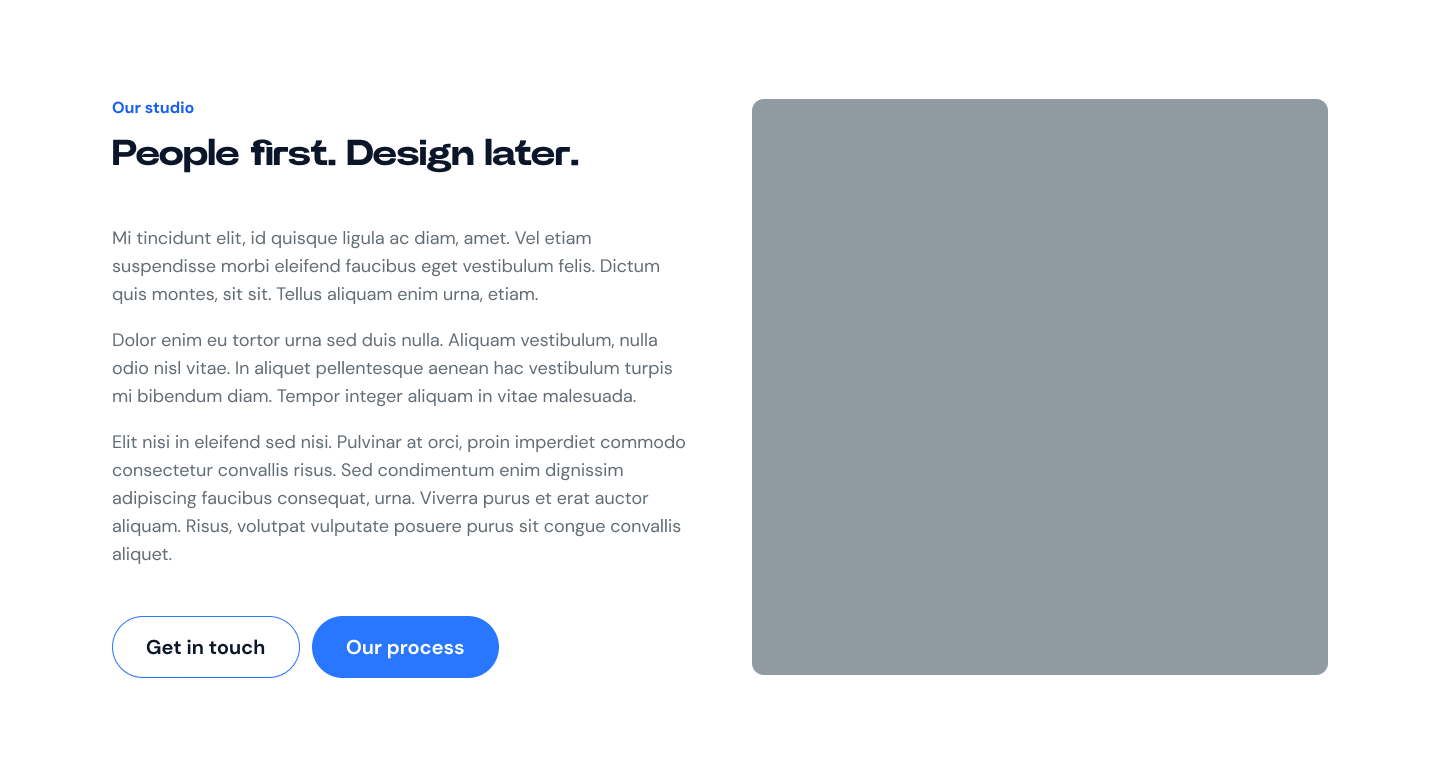 Our studio
People first. Design later.
Mi tincidunt elit, id quisque ligula ac diam, amet. Vel etiam
suspendisse morbi eleifend faucibus eget vestibulum felis. Dictum
quis montes, sit sit. Tellus aliquam enim urna, etiam.
Dolor enim eu tortor urna sed duis nulla. Aliquam vestibulum, nulla
odio nisl vitae. In aliquet pellentesque aenean hac vestibulum turpis
mi bibendum diam. Tempor integer aliquam in vitae malesuada.
Elit nisi in eleifend sed nisi. Pulvinar at orci, proin imperdiet commodo
consectetur convallis risus. Sed condimentum enim dignissim
adipiscing faucibus consequat, urna. Viverra purus et erat auctor
aliquam. Risus, volutpat vulputate posuere purus sit congue convallis
aliquet.
Get in touch
Our process